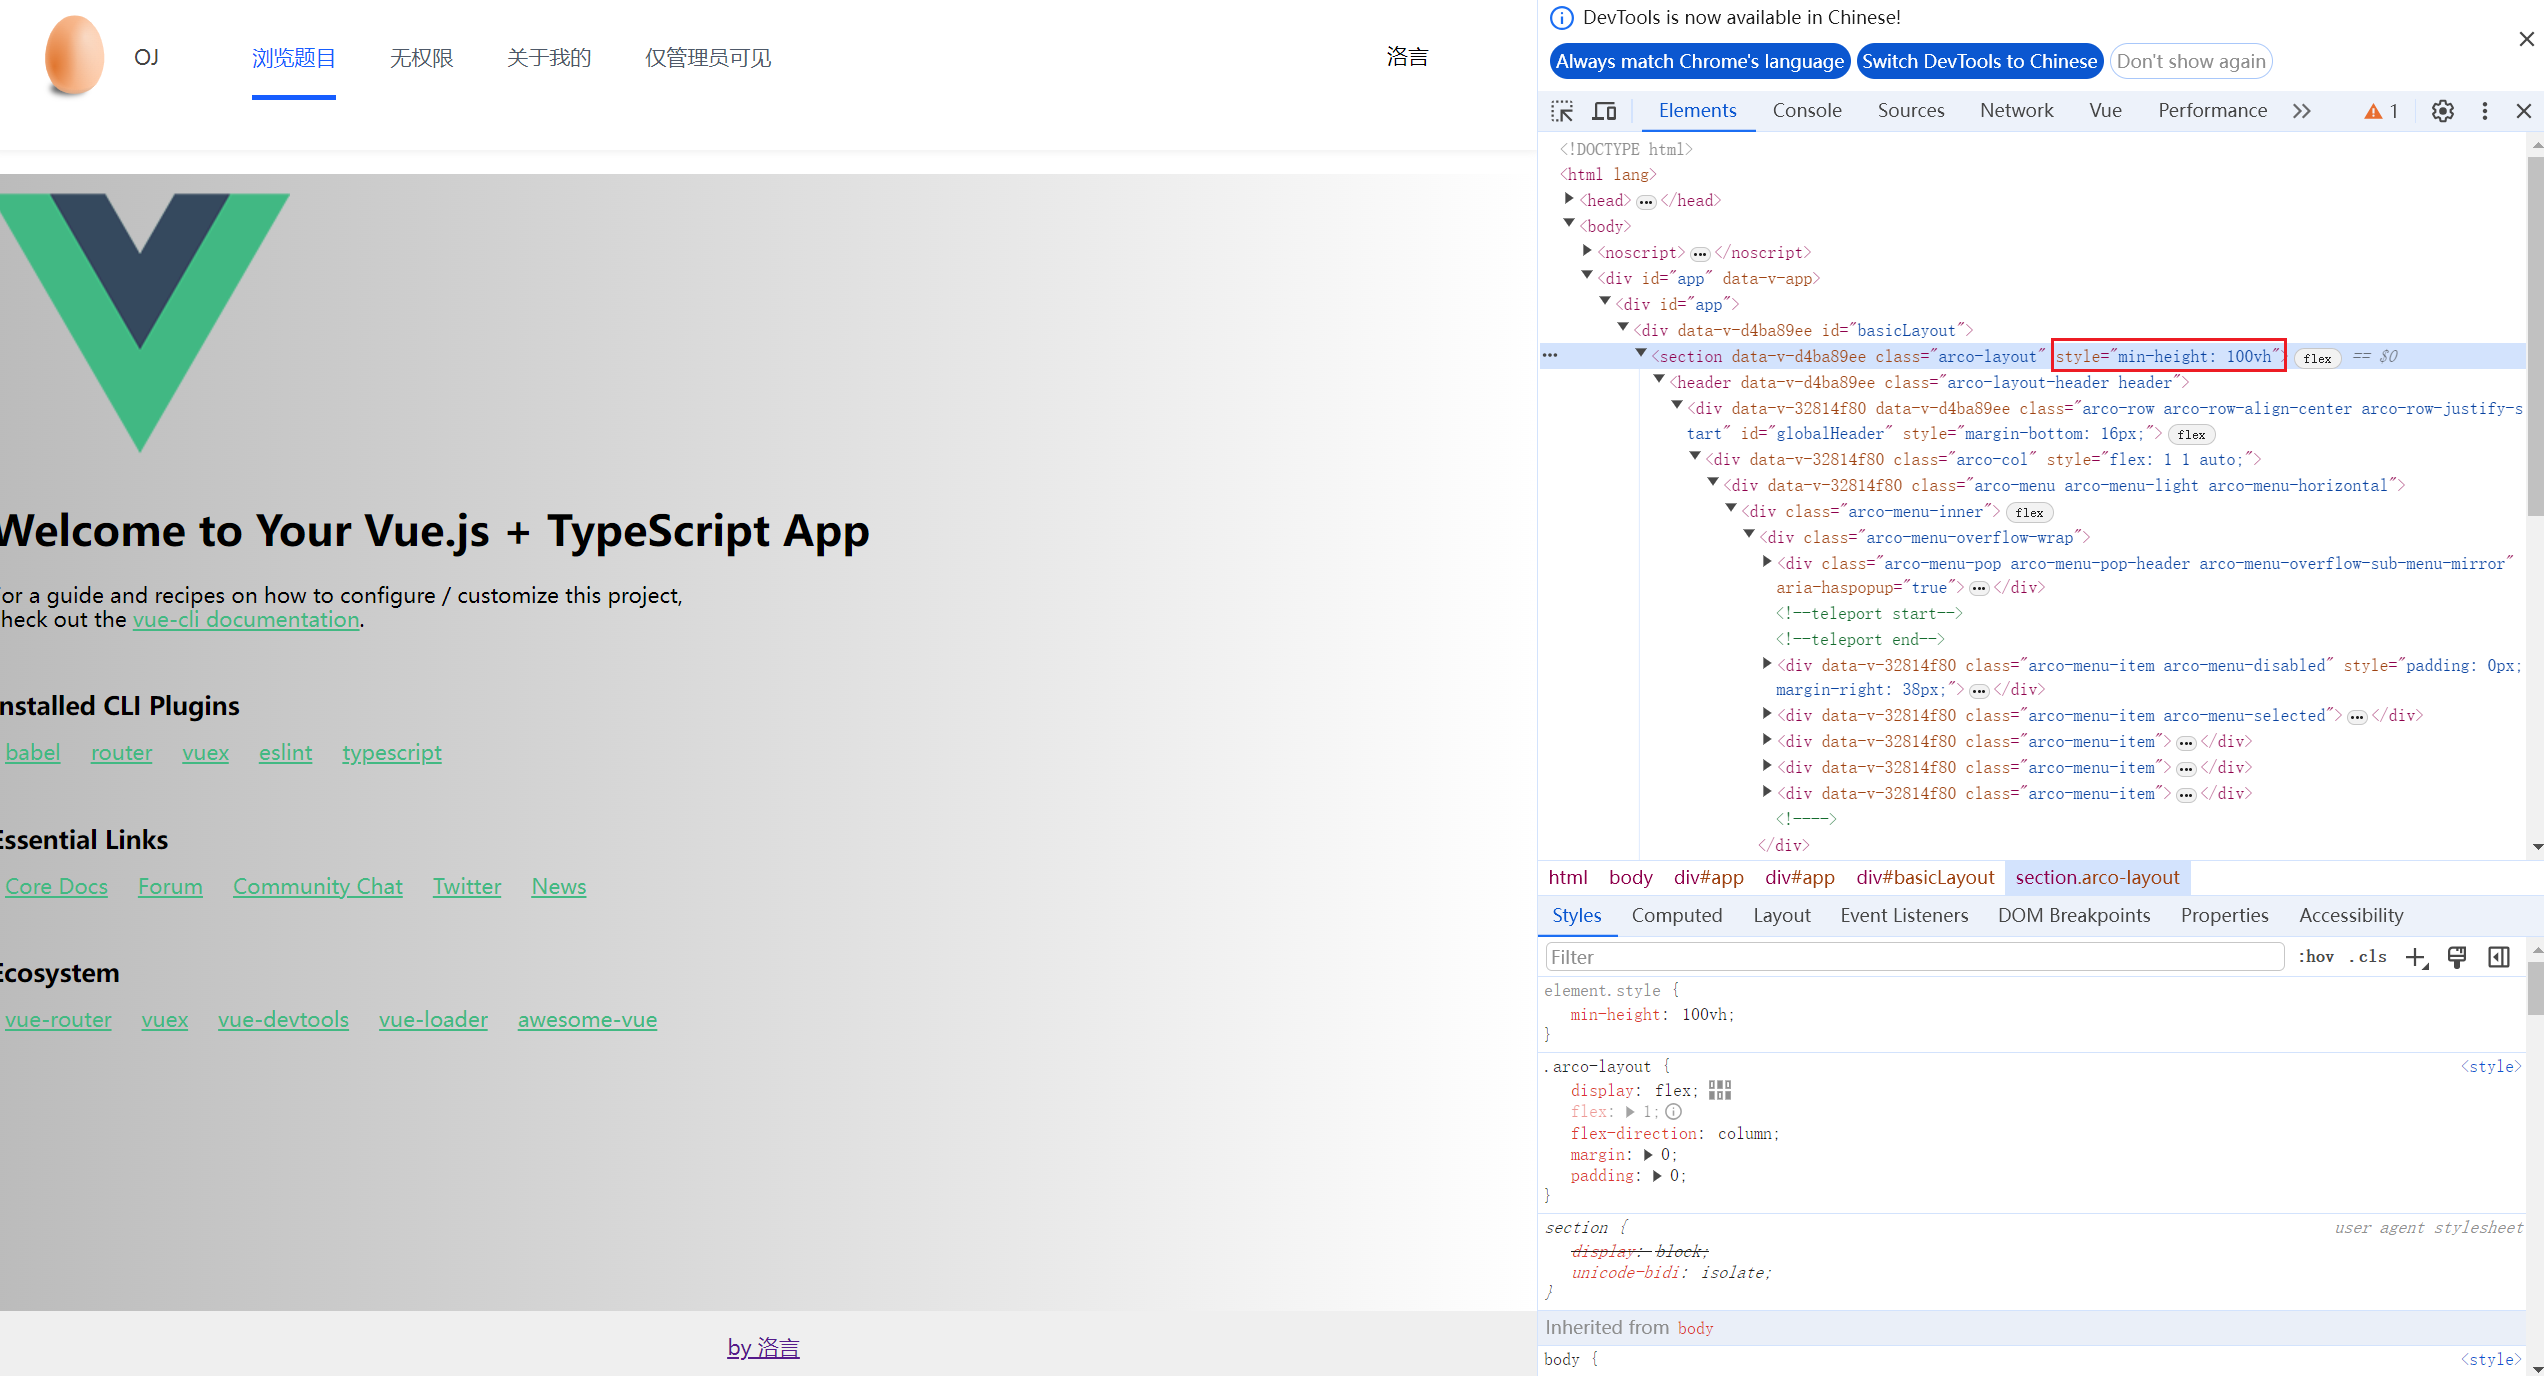 OJ 浏览题目 无权限 关于我的 仅管理员可见 洛言
Welcome to Your Vue.js + TypeScript App
or a guide and recipes on how to configure / customize this project,
heck out the vue-cli documentation.
nstalled CLI Plugins
babel router vuex eslint typescript
Essential Links
Core Docs Forum Community Chat Twitter News
Ecosystem
vue-router vuex vue-devtools vue-loader awesome-vue
by 洛言
DevTools is now available in Chinese!
Always match Chrome's language Switch DevTools to Chinese Don't show again
Elements Console Sources Network Vue Performance 1
<!DOCTYPE html>
<html lang>
<head> ••• </head>
<body>
<noscript> ••• </noscript>
<div id="app" data-v-app>
<div id="app">
<div data-v-d4ba89ee id="basicLayout">
••• <section data-v-d4ba89ee class="arco-layout" style="min-height: 100vh"> flex == $0
<header data-v-d4ba89ee class="arco-layout-header header">
<div data-v-32814f80 data-v-d4ba89ee class="arco-row arco-row-align-center arco-row-justify-s
tart" id="globalHeader" style="margin-bottom: 16px;"> flex
<div data-v-32814f80 class="arco-col" style="flex: 1 1 auto;">
<div data-v-32814f80 class="arco-menu arco-menu-light arco-menu-horizontal">
<div class="arco-menu-inner"> flex
<div class="arco-menu-overflow-wrap">
<div class="arco-menu-pop arco-menu-pop-header arco-menu-overflow-sub-menu-mirror"
aria-haspopup="true"> ••• </div>
<!--teleport start-->
<!--teleport end-->
<div data-v-32814f80 class="arco-menu-item arco-menu-disabled" style="padding: 0px;
margin-right: 38px;"> ••• </div>
<div data-v-32814f80 class="arco-menu-item arco-menu-selected"> ••• </div>
<div data-v-32814f80 class="arco-menu-item"> ••• </div>
<div data-v-32814f80 class="arco-menu-item"> ••• </div>
<div data-v-32814f80 class="arco-menu-item"> ••• </div>
<!---->
</div>
html body div#app div#app div#basicLayout section.arco-layout
Styles Computed Layout Event Listeners DOM Breakpoints Properties Accessibility
Filter :hov .cls
element.style {
min-height: 100vh;
}
.arco-layout { <style>
display: flex;
flex: 1;
flex-direction: column;
margin: 0;
padding: 0;
}
section { user agent stylesheet
display: block;
unicode-bidi: isolate;
}
Inherited from body
body { <style>